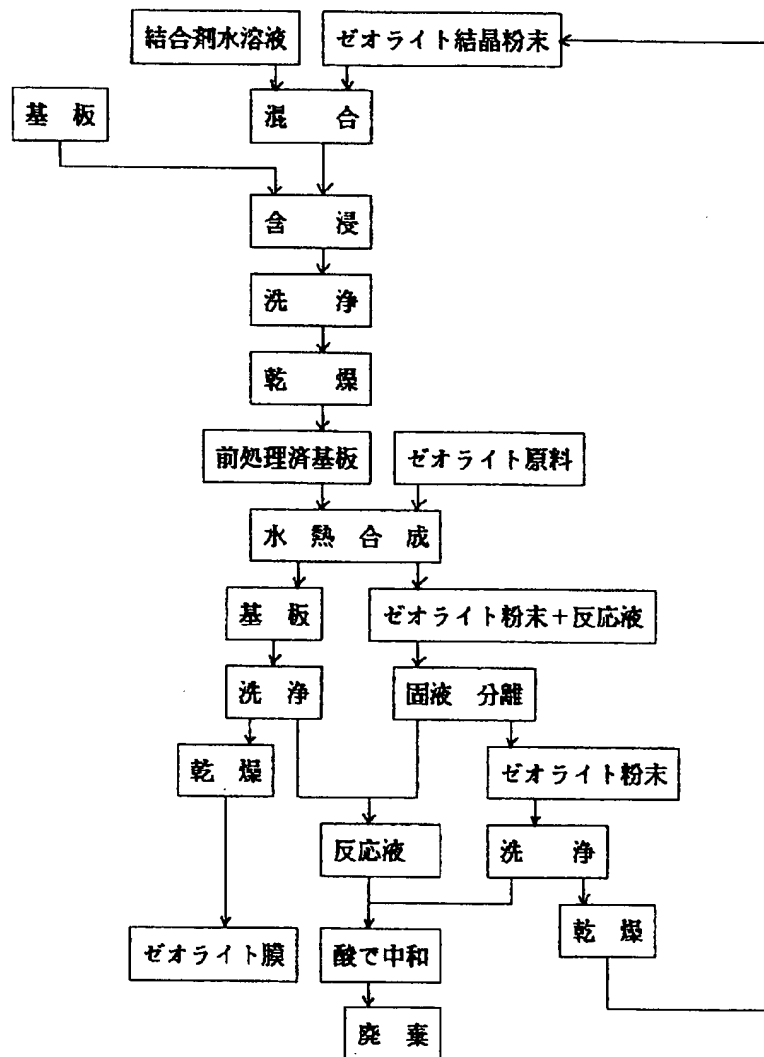 結合剤水溶液
ゼオライト結晶粉末
基 板
混 合
含 浸
洗 浄
乾 燥
前処理済基板
ゼオライト原料
水 熱 合 成
基 板
ゼオライト粉末+反応液
洗 浄
固液 分離
乾 燥
ゼオライト粉末
反応液
洗 浄
乾 燥
ゼオライト膜
酸で中和
廃 棄